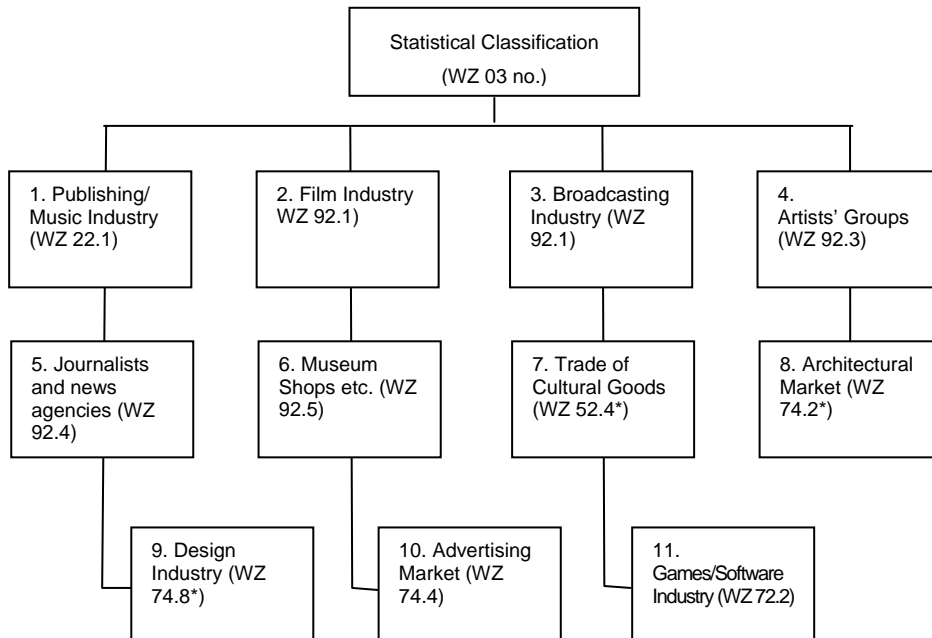 Statistical Classification
(WZ 03 no.)
1. Publishing/
Music Industry
(WZ 22.1)
2. Film Industry
WZ 92.1)
3. Broadcasting
Industry (WZ
92.1)
4.
Artists' Groups
(WZ 92.3)
5. Journalists
and news
agencies (WZ
92.4)
6. Museum
Shops etc. (WZ
92.5)
7. Trade of
Cultural Goods
(WZ 52.4*)
8. Architectural
Market (WZ
74.2*)
9. Design
Industry (WZ
74.8*)
10. Advertising
Market (WZ
74.4)
11.
Games/Software
Industry (WZ 72.2)